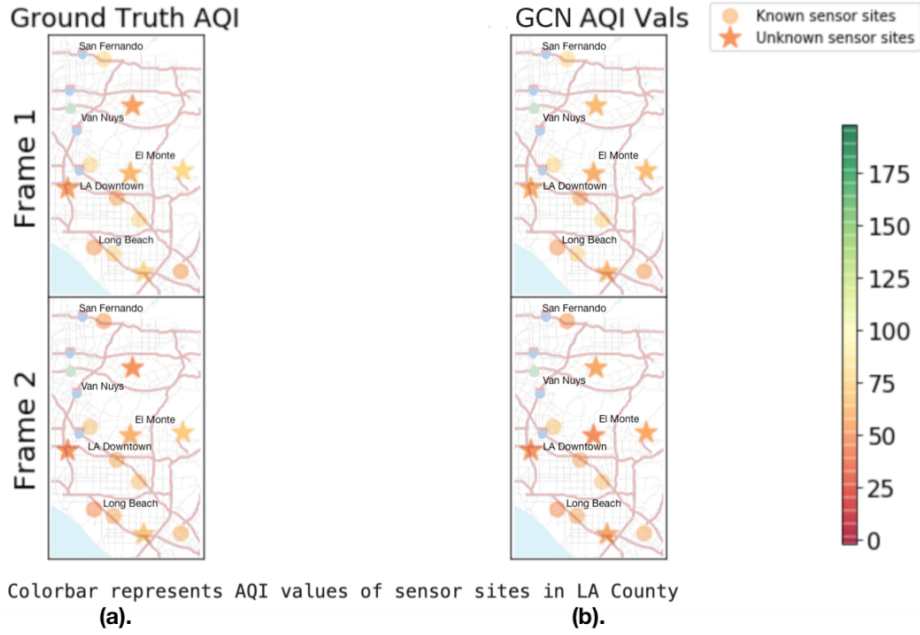 Ground Truth AQI
GCN AQI Vals
Known sensor sites
Unknown sensor sites
Frame 1
San Fernando
Van Nuys
El Monte
LA Downtown
Long Beach
San Fernando
Van Nuys
El Monte
LA Downtown
Long Beach
Frame 2
San Fernando
Van Nuys
El Monte
LA Downtown
Long Beach
San Fernando
Van Nuys
El Monte
LA Downtown
Long Beach
175
150
125
100
75
50
25
0
Colorbar represents AQI values of sensor sites in LA County
(a).
(b).